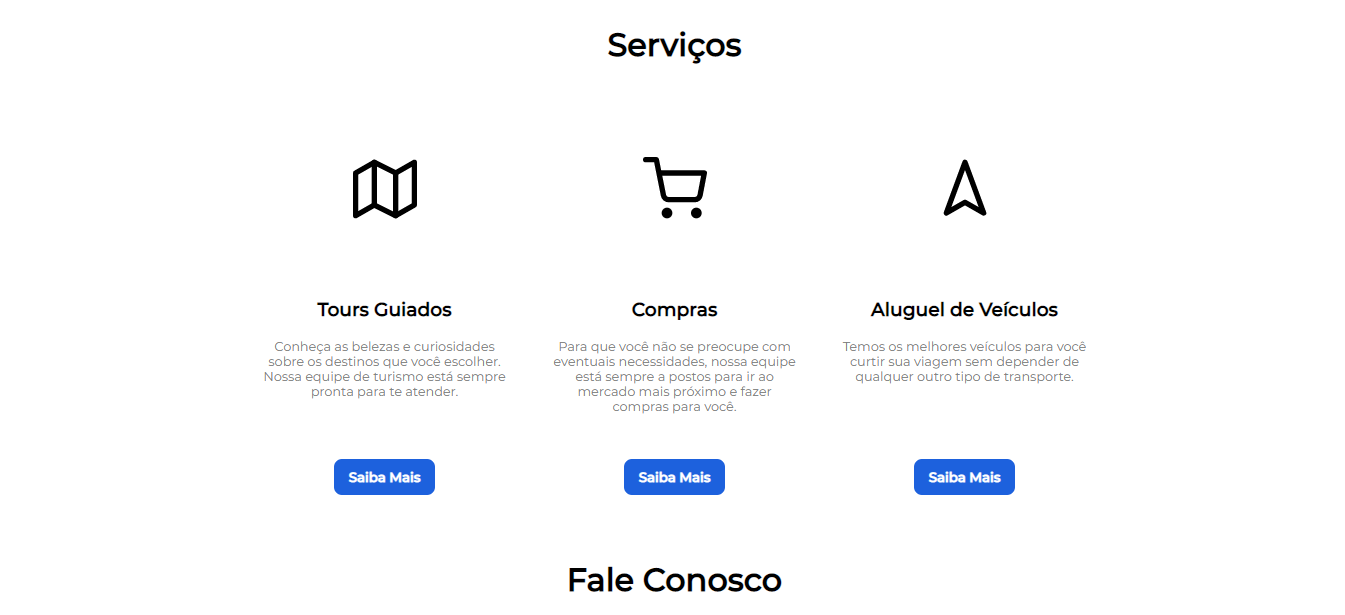 Serviços
Tours Guiados
Conheça as belezas e curiosidades
sobre os destinos que você escolher.
Nossa equipe de turismo está sempre
pronta para te atender.
Saiba Mais
Compras
Para que você não se preocupe com
eventuais necessidades, nossa equipe
está sempre a postos para ir ao
mercado mais próximo e fazer
compras para você.
Saiba Mais
Aluguel de Veículos
Temos os melhores veículos para você
curtir sua viagem sem depender de
qualquer outro tipo de transporte.
Saiba Mais
Fale Conosco